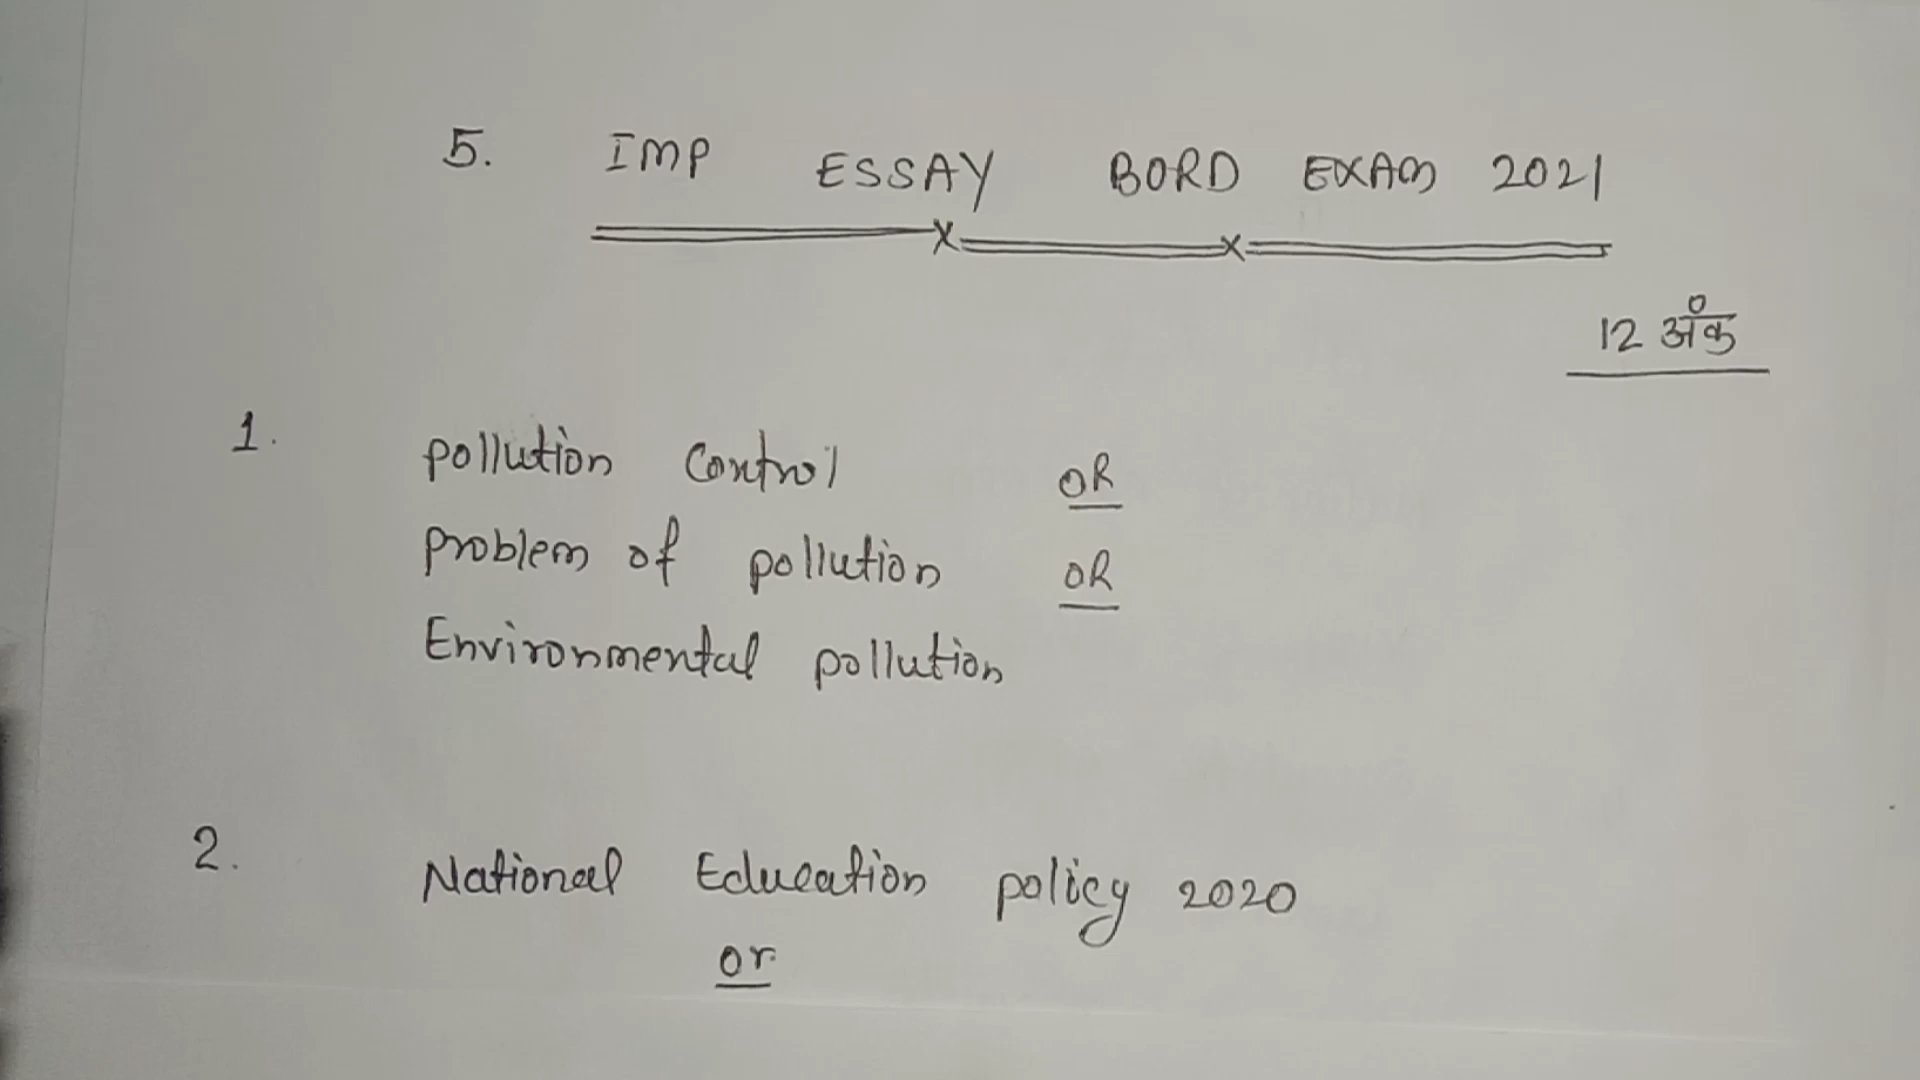 5. IMP ESSAY BORD EXAM 2021
12 अंक
1. pollution Control OR
problem of pollution OR
Environmental pollution
2. National Education policy 2020
or